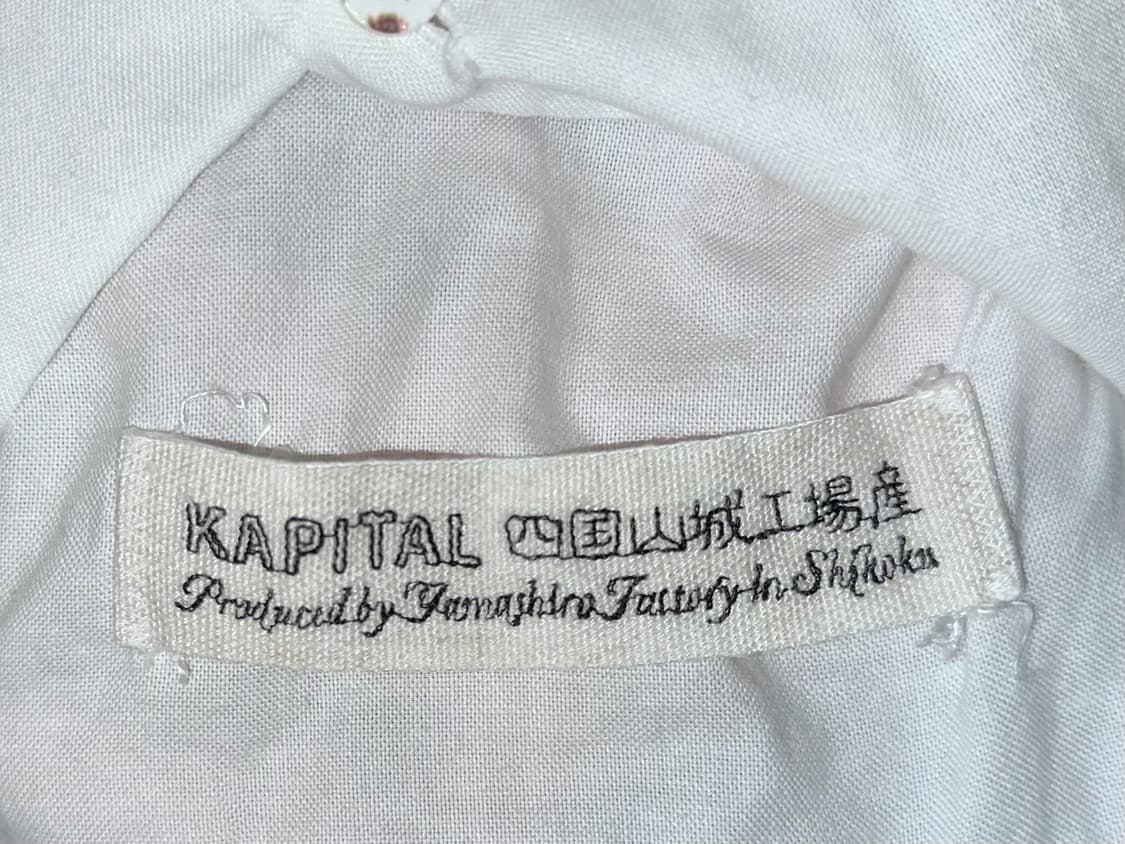 KAPITAL 四国山城工場産
Produced by Yamashiro Factory in Shikoku